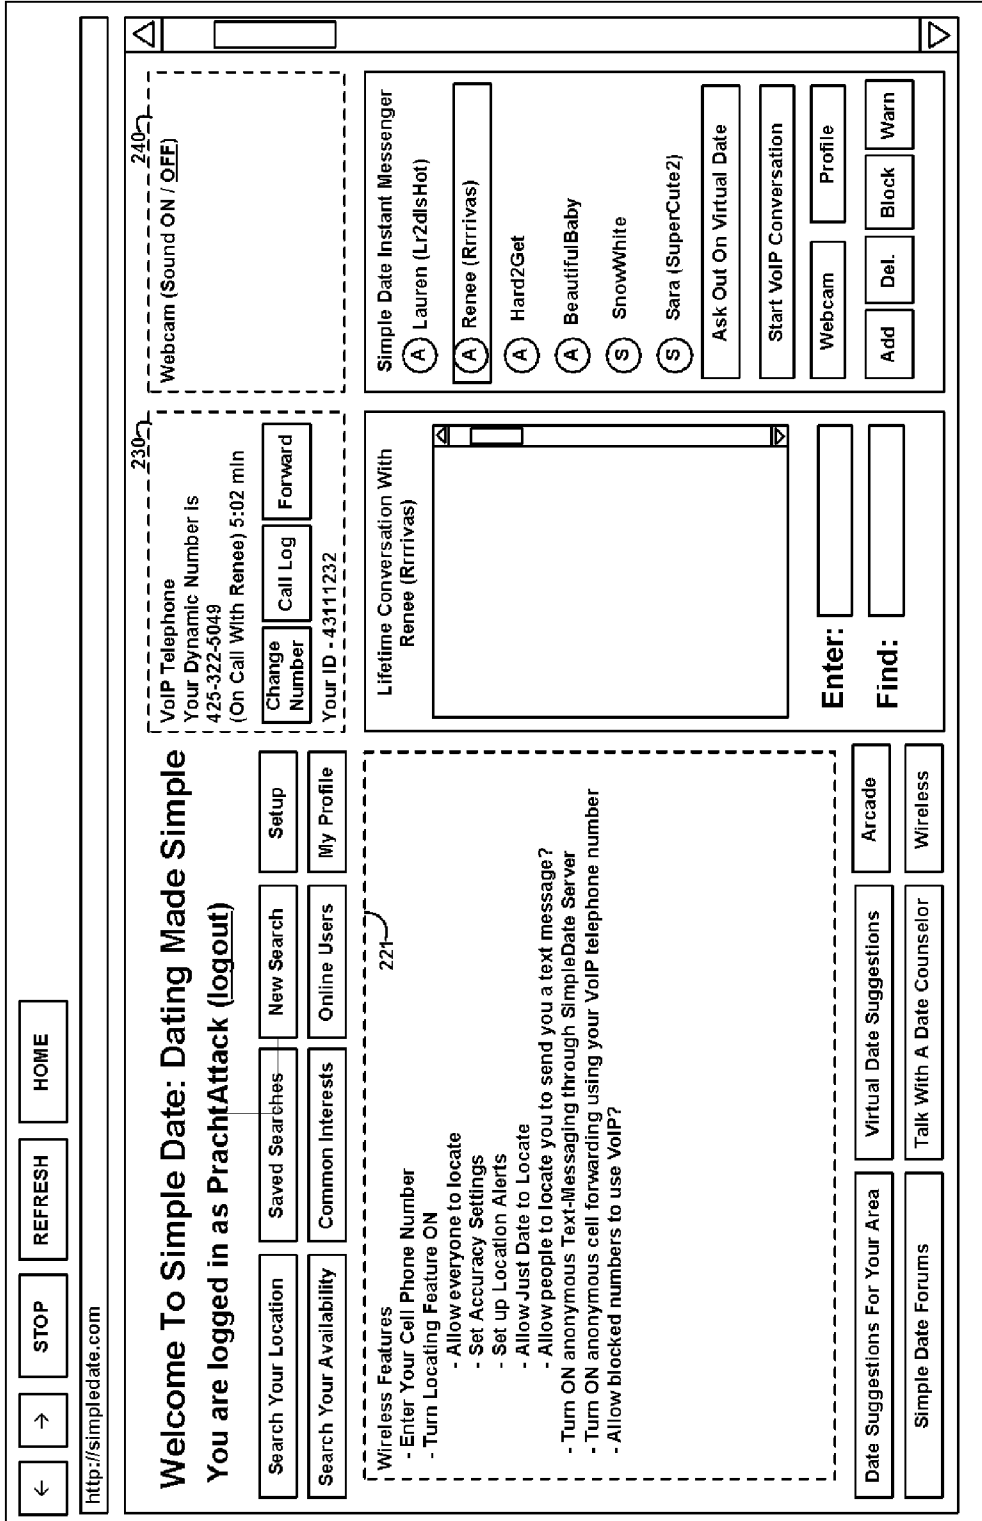 ← → STOP REFRESH HOME
http://simpledate.com
Welcome To Simple Date: Dating Made Simple
You are logged in as PrachtAttack (logout)
Search Your Location Saved Searches New Search Setup
Search Your Availability Common Interests Online Users My Profile
230
VoIP Telephone
Your Dynamic Number is
425-322-5049
(On Call With Renee) 5:02 min
Change Number Call Log Forward
Your ID - 43111232
240
Webcam (Sound ON / OFF)
221
Wireless Features
- Enter Your Cell Phone Number
- Turn Locating Feature ON
- Allow everyone to locate
- Set Accuracy Settings
- Set up Location Alerts
- Allow Just Date to Locate
- Allow people to locate you to send you a text message?
- Turn ON anonymous Text-Messaging through SimpleDate Server
- Turn ON anonymous cell forwarding using your VoIP telephone number
- Allow blocked numbers to use VoIP?
Lifetime Conversation With
Renee (Rrrrivas)
Enter:
Find:
Simple Date Instant Messenger
A Lauren (Lr2dIsHot)
A Renee (Rrrrivas)
A Hard2Get
A BeautifulBaby
S SnowWhite
S Sara (SuperCute2)
Ask Out On Virtual Date
Start VoIP Conversation
Webcam Profile
Add Del. Block Warn
Date Suggestions For Your Area Virtual Date Suggestions Arcade
Simple Date Forums Talk With A Date Counselor Wireless